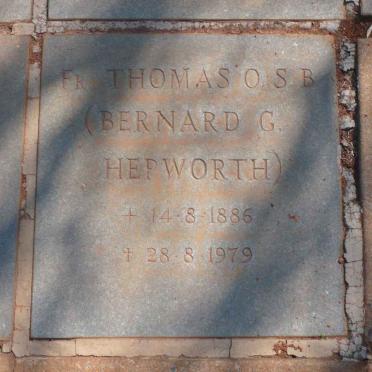 Fr. THOMAS O.S.B
(BERNARD G.
HEPWORTH)
+ 14·8·1886
✝ 28·8·1979